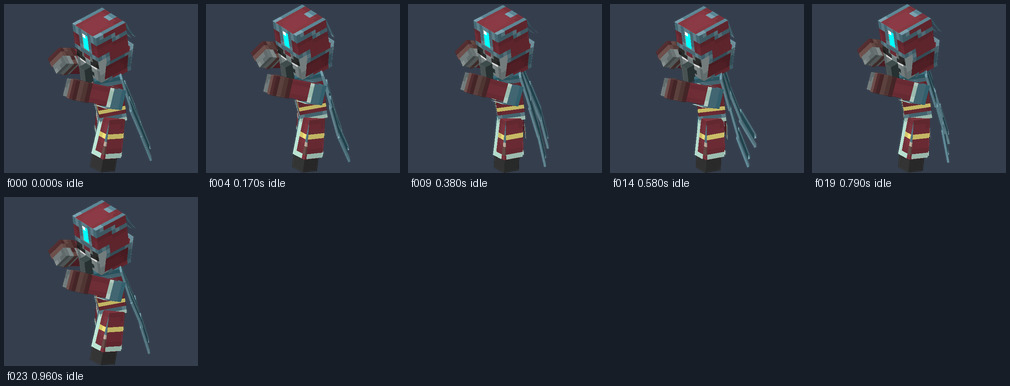 f000 0.000s idle
f004 0.170s idle
f009 0.380s idle
f014 0.580s idle
f019 0.790s idle
f023 0.960s idle